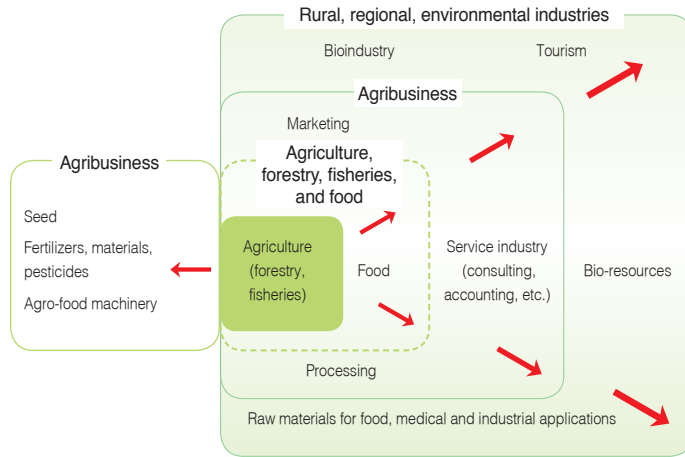 Rural, regional, environmental industries
Bioindustry
Tourism
Agribusiness
Marketing
Agriculture,
forestry, fisheries,
and food
Agribusiness
Seed
Fertilizers, materials,
pesticides
Agro-food machinery
Agriculture
(forestry,
fisheries)
Food
Service industry
(consulting,
accounting, etc.)
Bio-resources
Processing
Raw materials for food, medical and industrial applications